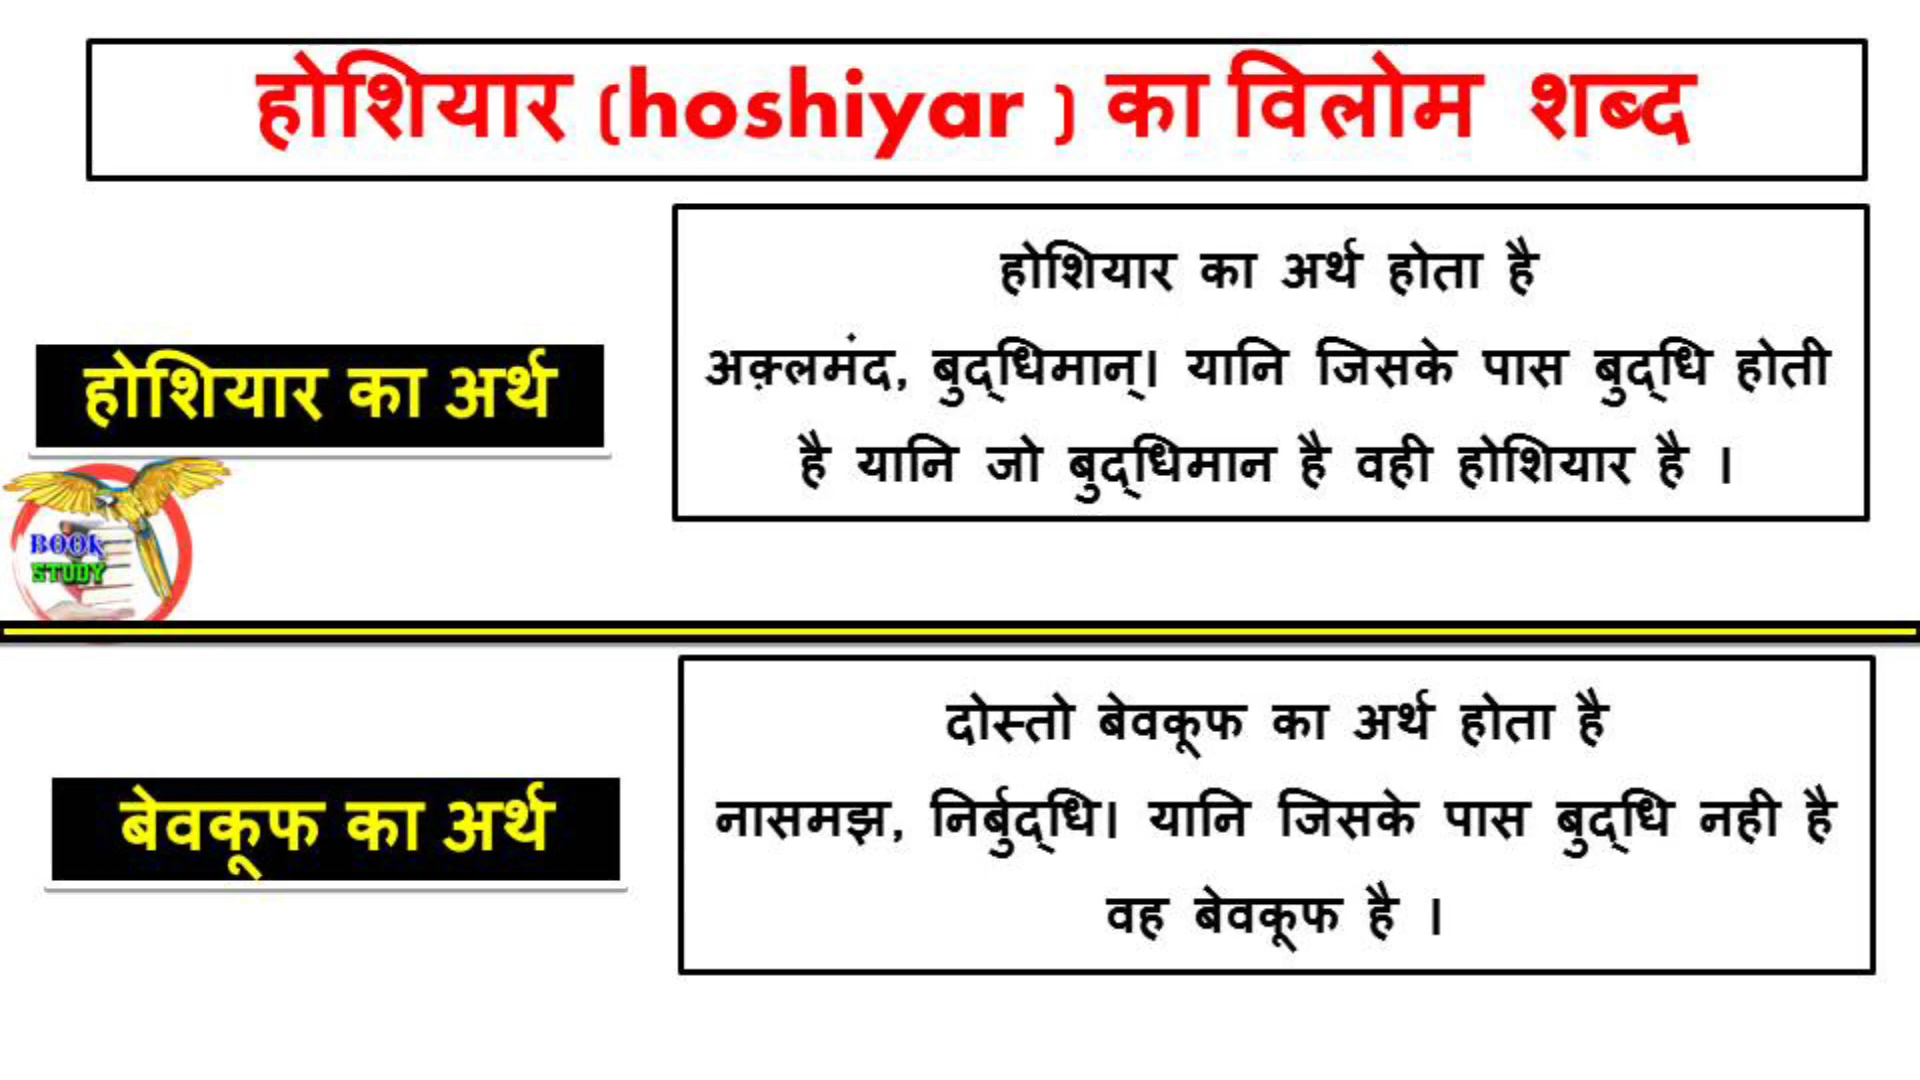 होशियार (hoshiyar ) का विलोम शब्द
होशियार का अर्थ
होशियार का अर्थ होता है
अक़्लमंद, बुद्धिमान्। यानि जिसके पास बुद्धि होती
है यानि जो बुद्धिमान है वही होशियार है ।
BOOK
STUDY
बेवकूफ का अर्थ
दोस्तो बेवकूफ का अर्थ होता है
नासमझ, निर्बुद्धि। यानि जिसके पास बुद्धि नही है
वह बेवकूफ है ।